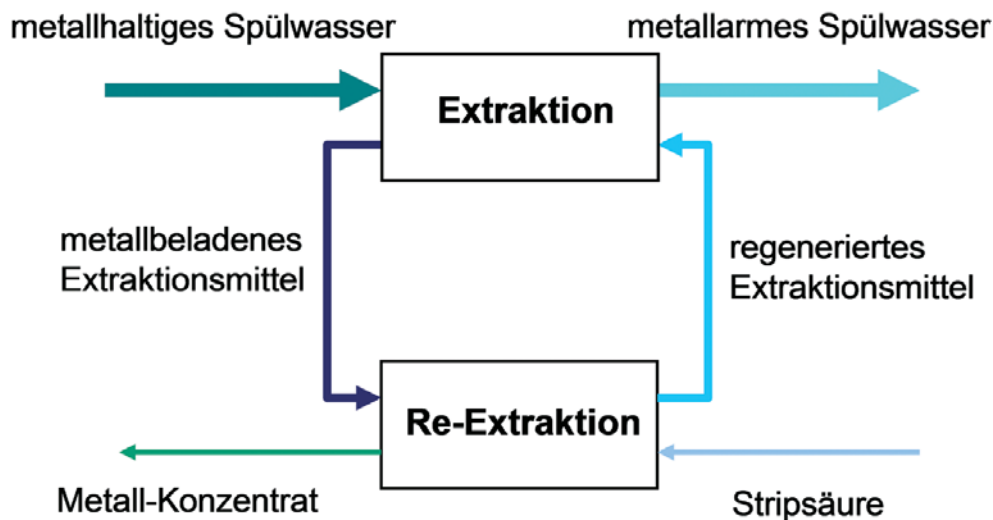 metallhaltiges Spülwasser
metallarmes Spülwasser
Extraktion
metallbeladenes
Extraktionsmittel
regeneriertes
Extraktionsmittel
Re-Extraktion
Metall-Konzentrat
Stripsäure